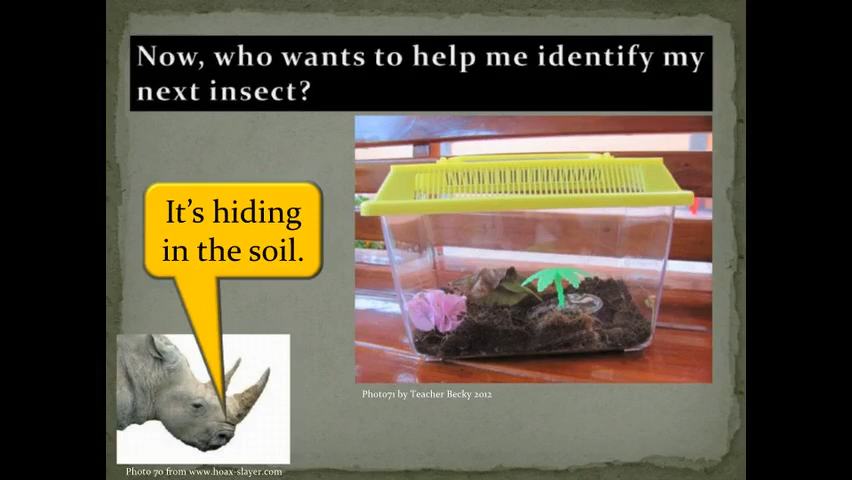 Now, who wants to help me identify my
next insect?
It's hiding
in the soil.
Photo71 by Teacher Becky 2012
Photo 70 from www.hoax-slayer.com